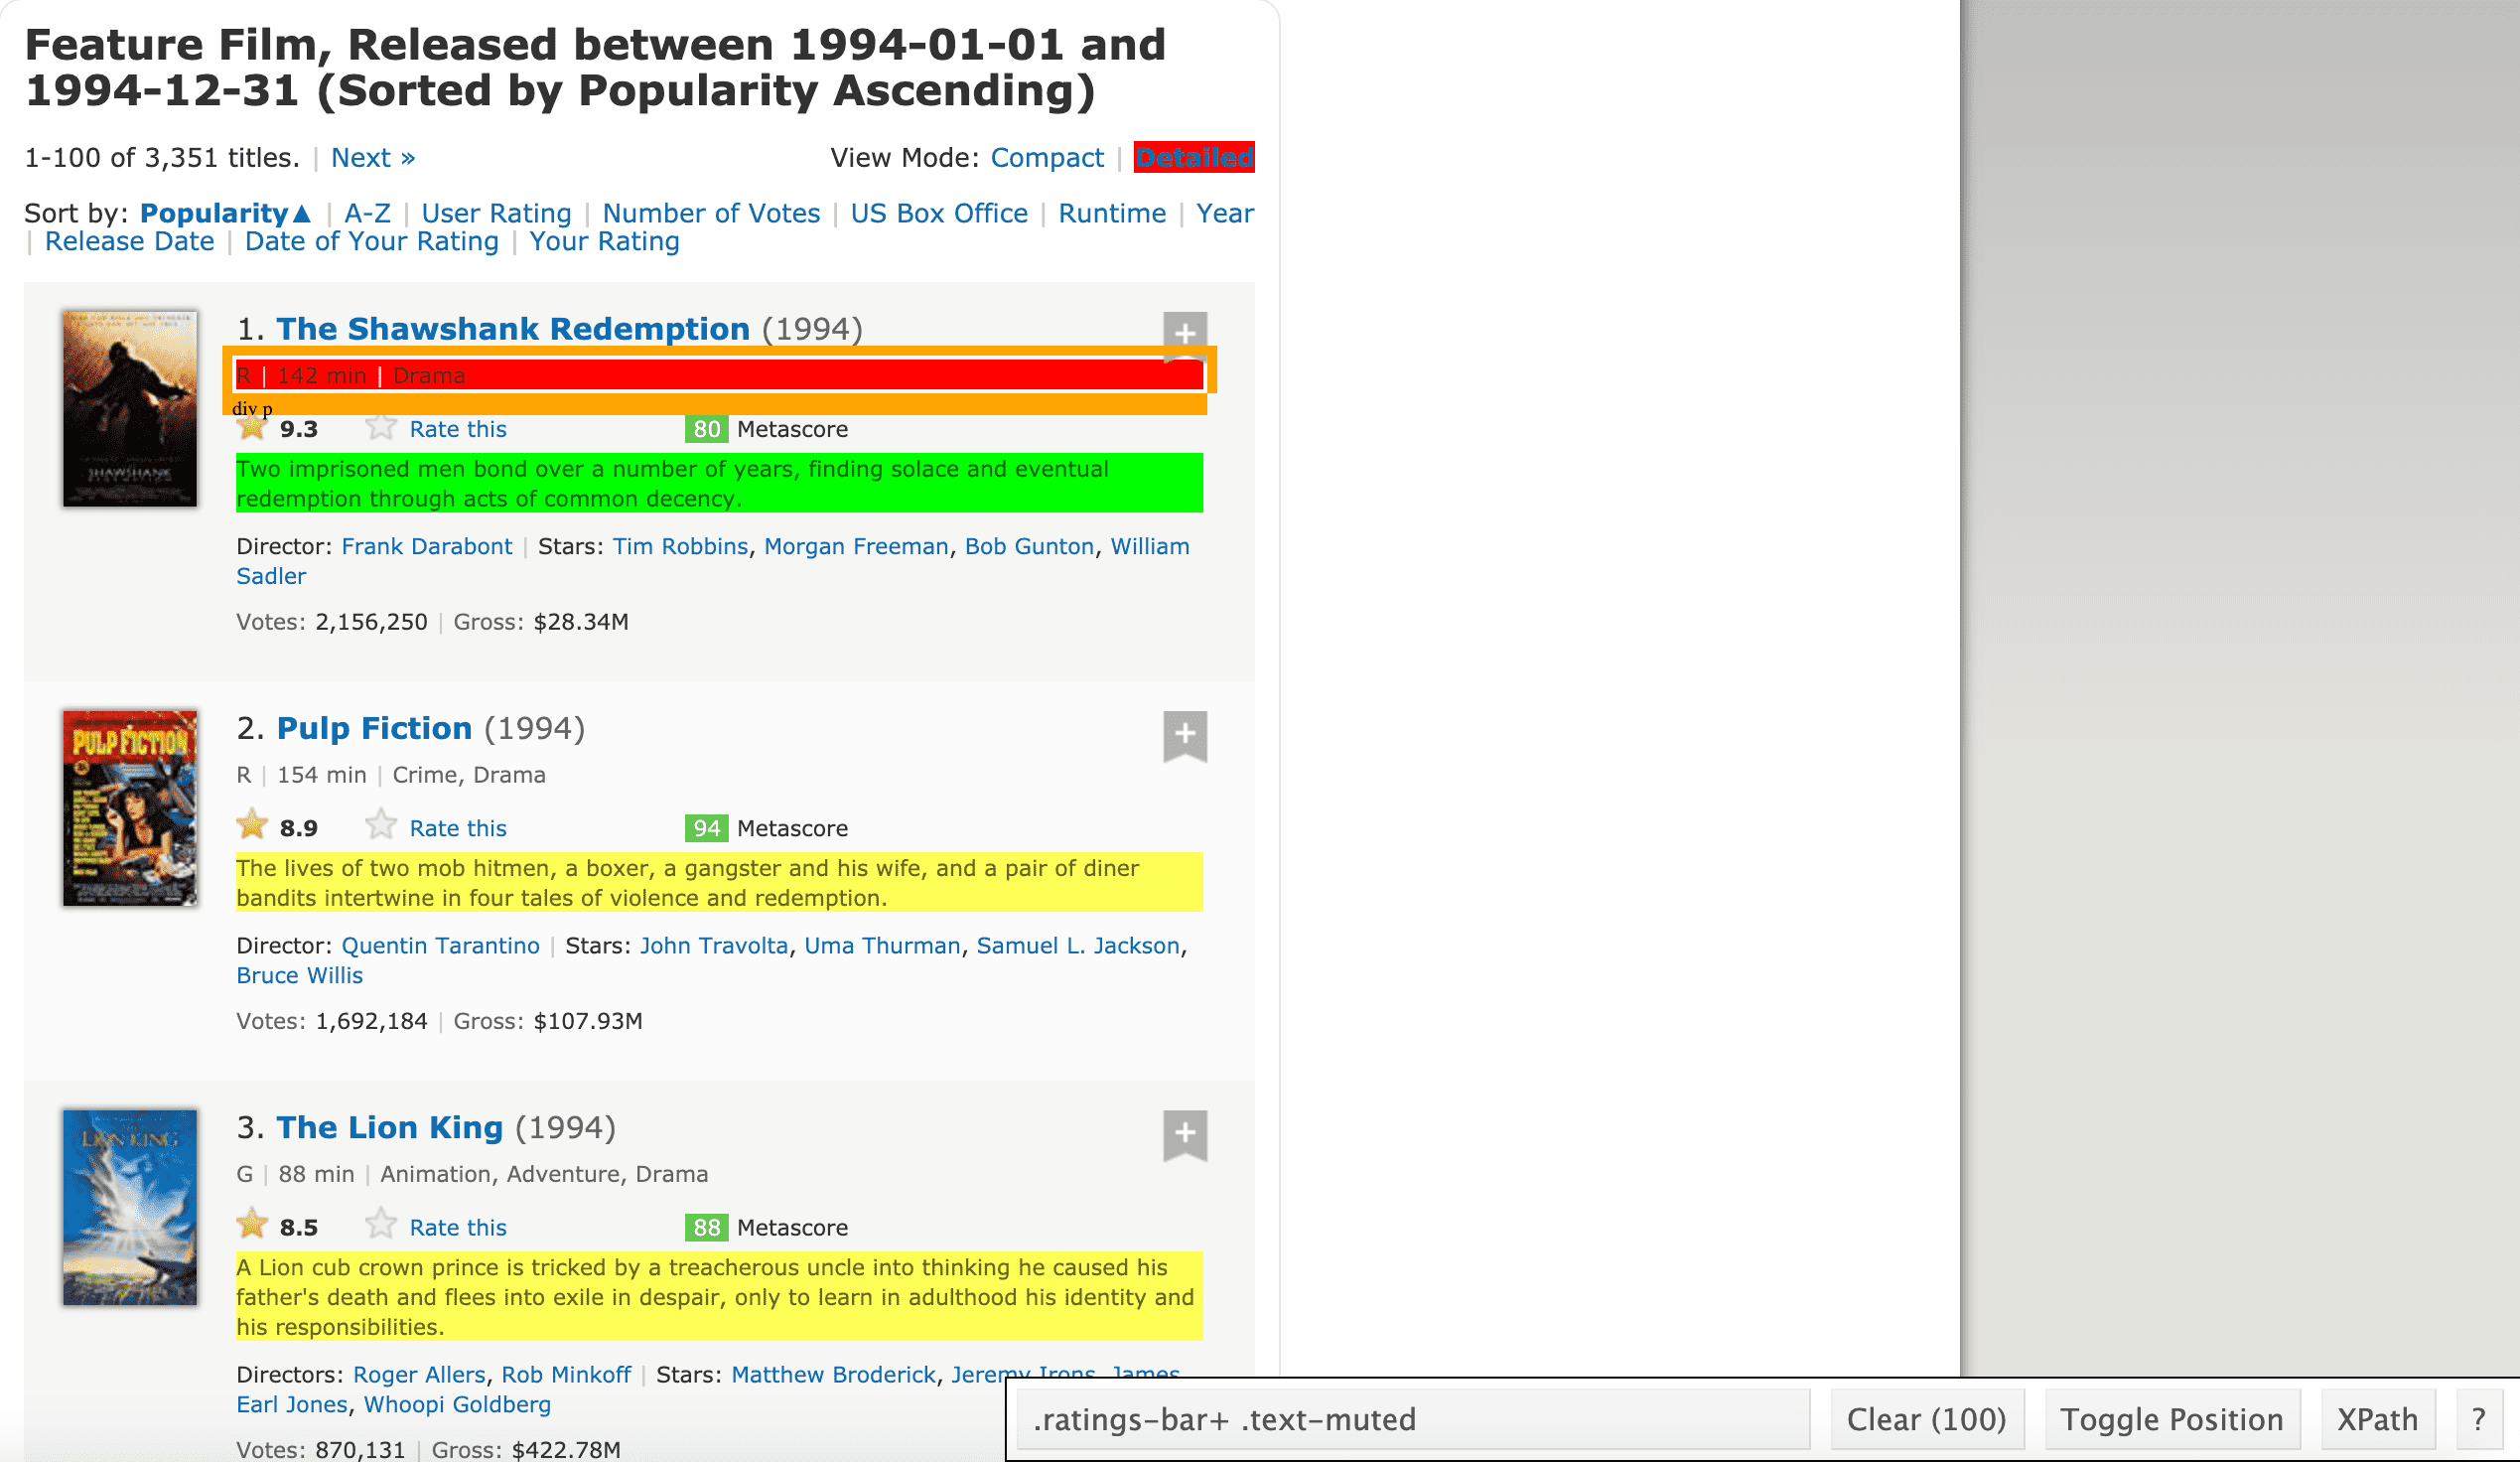 Feature Film, Released between 1994-01-01 and
1994-12-31 (Sorted by Popularity Ascending)
1-100 of 3,351 titles. | Next »
View Mode: Compact | Detailed
Sort by: Popularity▲ | A-Z | User Rating | Number of Votes | US Box Office | Runtime | Year
| Release Date | Date of Your Rating | Your Rating
1. The Shawshank Redemption (1994)
R | 142 min | Drama
div p
9.3 Rate this 80 Metascore
Two imprisoned men bond over a number of years, finding solace and eventual
redemption through acts of common decency.
Director: Frank Darabont | Stars: Tim Robbins, Morgan Freeman, Bob Gunton, William
Sadler
Votes: 2,156,250 | Gross: $28.34M
SHAWSHANK
2. Pulp Fiction (1994)
R | 154 min | Crime, Drama
8.9 Rate this 94 Metascore
The lives of two mob hitmen, a boxer, a gangster and his wife, and a pair of diner
bandits intertwine in four tales of violence and redemption.
Director: Quentin Tarantino | Stars: John Travolta, Uma Thurman, Samuel L. Jackson,
Bruce Willis
Votes: 1,692,184 | Gross: $107.93M
PULP FICTION
3. The Lion King (1994)
G | 88 min | Animation, Adventure, Drama
8.5 Rate this 88 Metascore
A Lion cub crown prince is tricked by a treacherous uncle into thinking he caused his
father's death and flees into exile in despair, only to learn in adulthood his identity and
his responsibilities.
Directors: Roger Allers, Rob Minkoff | Stars: Matthew Broderick, Jeremy Irons, James
Earl Jones, Whoopi Goldberg
Votes: 870,131 | Gross: $422.78M
LION KING
.ratings-bar+ .text-muted
Clear (100)
Toggle Position
XPath
?